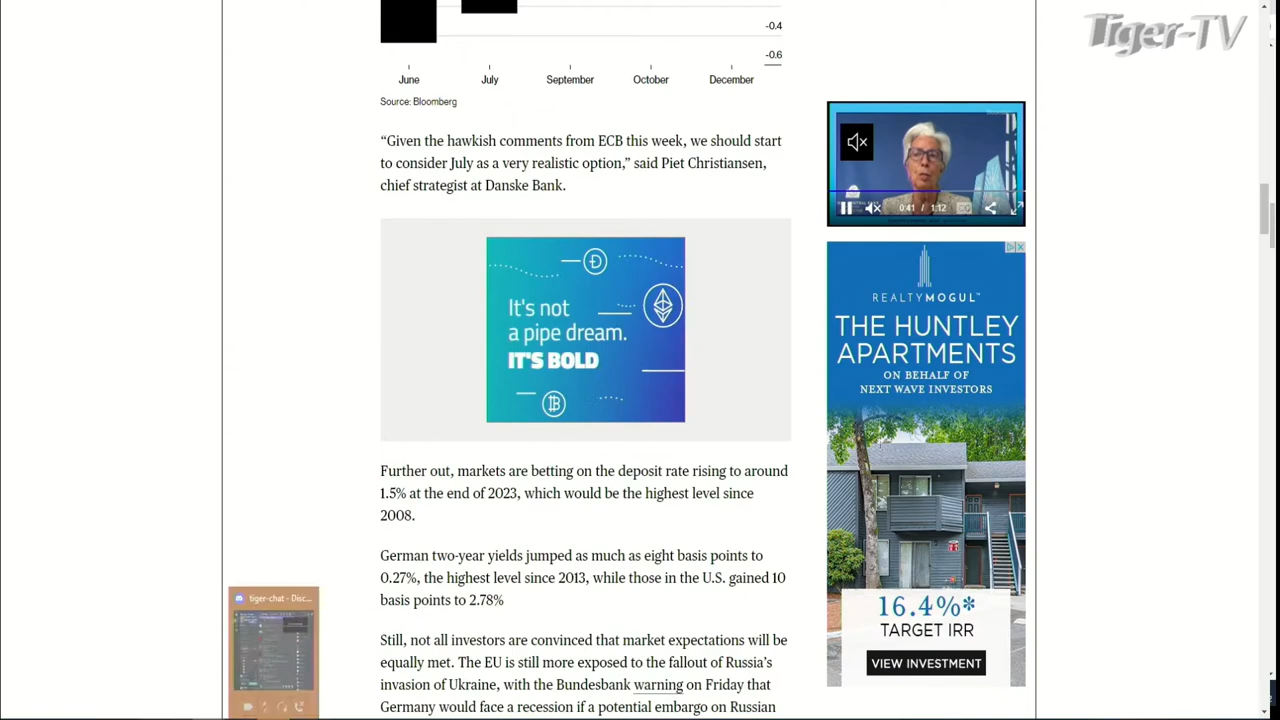 Tiger-TV
-0.4
-0.6
June July September October December
Source: Bloomberg
“Given the hawkish comments from ECB this week, we should start
to consider July as a very realistic option,” said Piet Christiansen,
chief strategist at Danske Bank.
0:41 / 1:12
It's not
a pipe dream.
IT'S BOLD
REALTYMOGUL™
THE HUNTLEY
APARTMENTS
ON BEHALF OF
NEXT WAVE INVESTORS
16.4%*
TARGET IRR
VIEW INVESTMENT
Further out, markets are betting on the deposit rate rising to around
1.5% at the end of 2023, which would be the highest level since
2008.
German two-year yields jumped as much as eight basis points to
0.27%, the highest level since 2013, while those in the U.S. gained 10
basis points to 2.78%
tiger-chat - Disc...
Still, not all investors are convinced that market expectations will be
equally met. The EU is still more exposed to the fallout of Russia’s
invasion of Ukraine, with the Bundesbank warning on Friday that
Germany would face a recession if a potential embargo on Russian